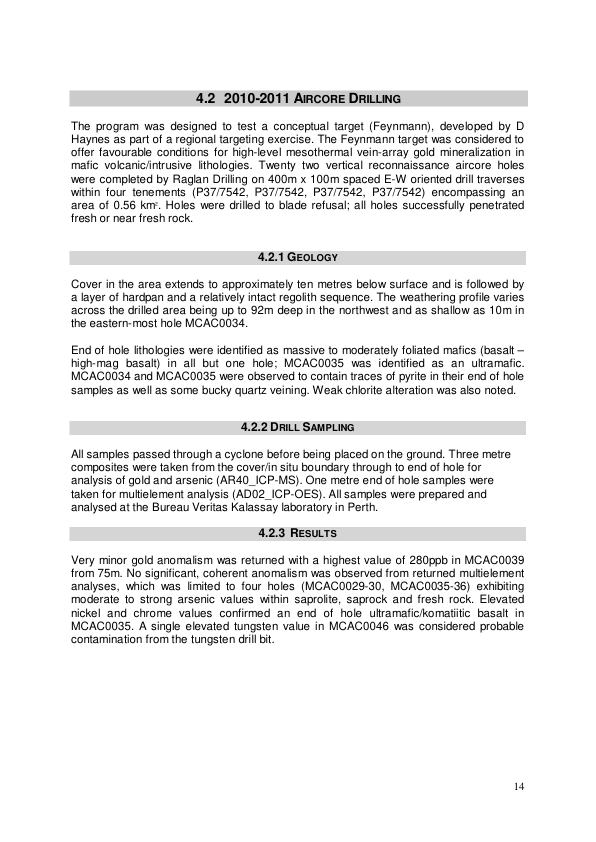 4.2 2010-2011 AIRCORE DRILLING
The program was designed to test a conceptual target (Feynmann), developed by D
Haynes as part of a regional targeting exercise. The Feynmann target was considered to
offer favourable conditions for high-level mesothermal vein-array gold mineralization in
mafic volcanic/intrusive lithologies. Twenty two vertical reconnaissance aircore holes
were completed by Raglan Drilling on 400m x 100m spaced E-W oriented drill traverses
within four tenements (P37/7542, P37/7542, P37/7542, P37/7542) encompassing an
area of 0.56 km². Holes were drilled to blade refusal; all holes successfully penetrated
fresh or near fresh rock.
4.2.1 GEOLOGY
Cover in the area extends to approximately ten metres below surface and is followed by
a layer of hardpan and a relatively intact regolith sequence. The weathering profile varies
across the drilled area being up to 92m deep in the northwest and as shallow as 10m in
the eastern-most hole MCAC0034.
End of hole lithologies were identified as massive to moderately foliated mafics (basalt –
high-mag basalt) in all but one hole; MCAC0035 was identified as an ultramafic.
MCAC0034 and MCAC0035 were observed to contain traces of pyrite in their end of hole
samples as well as some bucky quartz veining. Weak chlorite alteration was also noted.
4.2.2 DRILL SAMPLING
All samples passed through a cyclone before being placed on the ground. Three metre
composites were taken from the cover/in situ boundary through to end of hole for
analysis of gold and arsenic (AR40_ICP-MS). One metre end of hole samples were
taken for multielement analysis (AD02_ICP-OES). All samples were prepared and
analysed at the Bureau Veritas Kalassay laboratory in Perth.
4.2.3 RESULTS
Very minor gold anomalism was returned with a highest value of 280ppb in MCAC0039
from 75m. No significant, coherent anomalism was observed from returned multielement
analyses, which was limited to four holes (MCAC0029-30, MCAC0035-36) exhibiting
moderate to strong arsenic values within saprolite, saprock and fresh rock. Elevated
nickel and chrome values confirmed an end of hole ultramafic/komatiitic basalt in
MCAC0035. A single elevated tungsten value in MCAC0046 was considered probable
contamination from the tungsten drill bit.
14